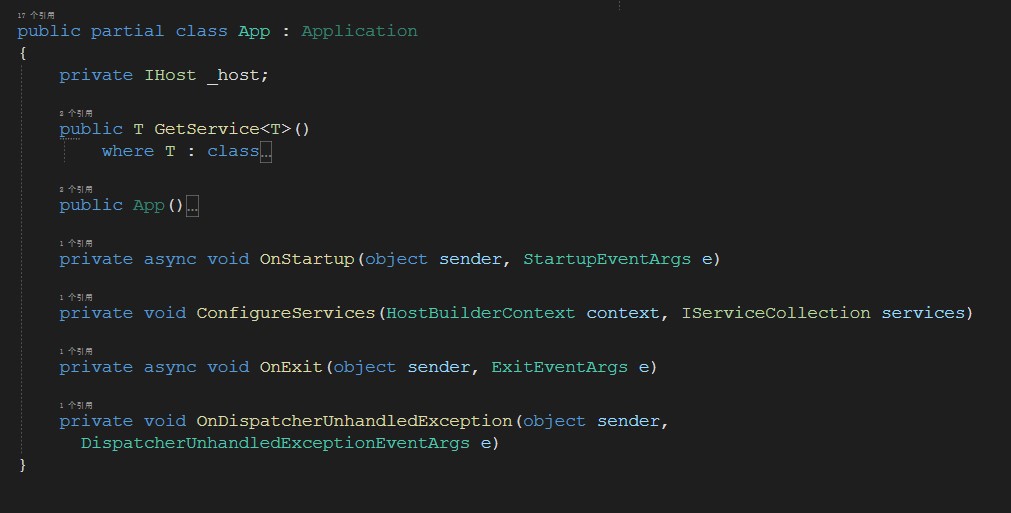 17 个引用
public partial class App : Application
{
private IHost _host;
8 个引用
public T GetService<T>()
where T : class...
3 个引用
public App()...
1 个引用
private async void OnStartup(object sender, StartupEventArgs e)
1 个引用
private void ConfigureServices(HostBuilderContext context, IServiceCollection services)
1 个引用
private async void OnExit(object sender, ExitEventArgs e)
1 个引用
private void OnDispatcherUnhandledException(object sender,
DispatcherUnhandledExceptionEventArgs e)
}